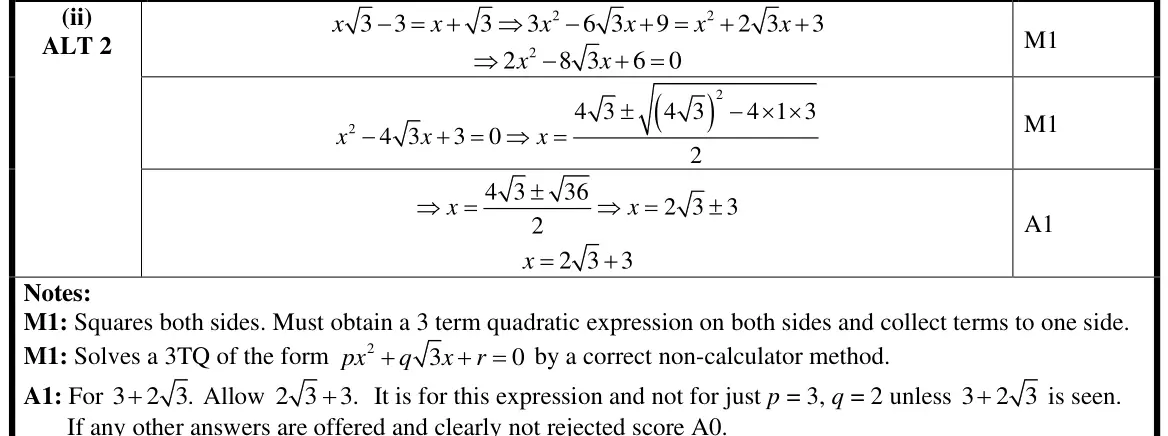 (ii)
ALT 2
x√3 − 3 = x + √3 ⇒ 3x² − 6√3x + 9 = x² + 2√3x + 3
⇒ 2x² − 8√3x + 6 = 0
M1
x² − 4√3x + 3 = 0 ⇒ x = (4√3 ± √((4√3)² − 4×1×3))/2
M1
⇒ x = (4√3 ± √36)/2 ⇒ x = 2√3 ± 3
x = 2√3 + 3
A1
Notes:
M1: Squares both sides. Must obtain a 3 term quadratic expression on both sides and collect terms to one side.
M1: Solves a 3TQ of the form px² + q√3x + r = 0 by a correct non-calculator method.
A1: For 3 + 2√3. Allow 2√3 + 3. It is for this expression and not for just p = 3, q = 2 unless 3 + 2√3 is seen.
If any other answers are offered and clearly not rejected score A0.